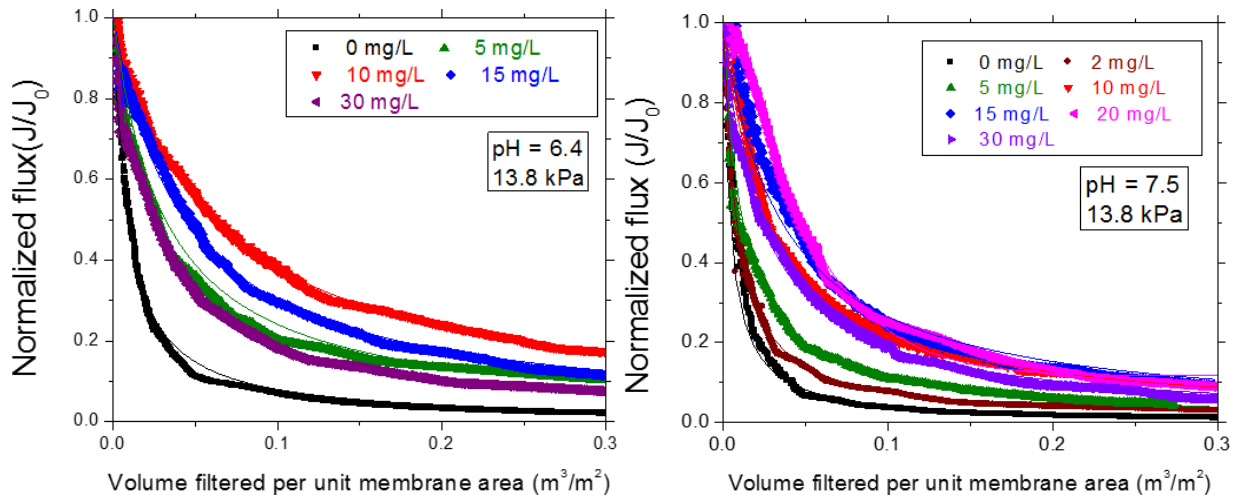 1.0
0.8
0.6
0.4
0.2
0.0
Normalized flux(J/J₀)
0 mg/L 5 mg/L
10 mg/L 15 mg/L
30 mg/L
pH = 6.4
13.8 kPa
0.0 0.1 0.2 0.3
Volume filtered per unit membrane area (m³/m²)
1.0
0.8
0.6
0.4
0.2
0.0
Normalized flux (J/J₀)
0 mg/L 2 mg/L
5 mg/L 10 mg/L
15 mg/L 20 mg/L
30 mg/L
pH = 7.5
13.8 kPa
0.0 0.1 0.2 0.3
Volume filtered per unit membrane area (m³/m²)